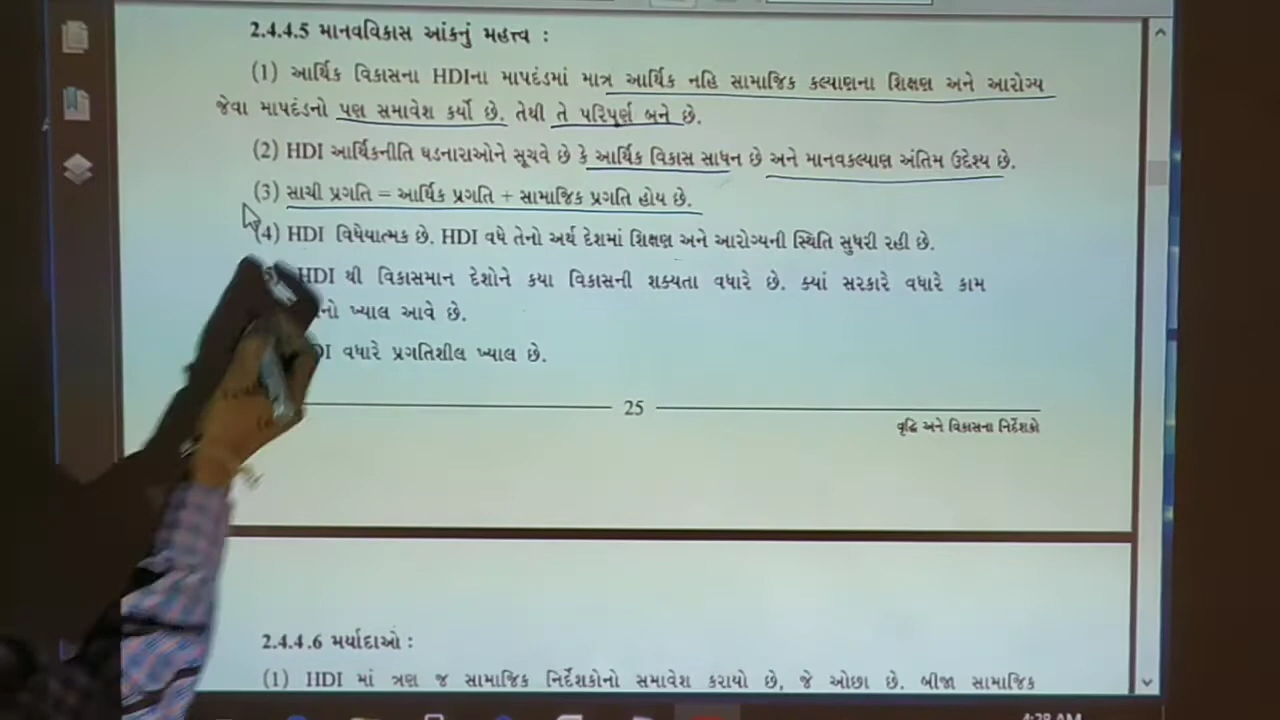 2.4.4.5 માનવવિકાસ આંકનું મહત્ત્વ :
(1) આર્થિક વિકાસના HDIના માપદંડમાં માત્ર આર્થિક નહિ સામાજિક કલ્યાણના શિક્ષણ અને આરોગ્ય
જેવા માપદંડનો પણ સમાવેશ કર્યો છે. તેથી તે પરિપૂર્ણ બને છે.
(2) HDI આર્થિકનીતિ ઘડનારાઓને સૂચવે છે કે આર્થિક વિકાસ સાધન છે અને માનવકલ્યાણ અંતિમ ઉદ્દેશ્ય છે.
(3) સાચી પ્રગતિ = આર્થિક પ્રગતિ + સામાજિક પ્રગતિ હોય છે.
(4) HDI વિધેયાત્મક છે. HDI વધે તેનો અર્થ દેશમાં શિક્ષણ અને આરોગ્યની સ્થિતિ સુધરી રહી છે.
HDI થી વિકાસમાન દેશોને કયા વિકાસની શક્યતા વધારે છે. ક્યાં સરકારે વધારે કામ
ખ્યાલ આવે છે.
વધારે પ્રગતિશીલ ખ્યાલ છે.
25
વૃદ્ધિ અને વિકાસના નિર્દેશકો
2.4.4.6 મર્યાદાઓ :
(1) HDI માં ત્રણ જ સામાજિક નિર્દેશકોનો સમાવેશ કરાયો છે, જે ઓછા છે. બીજા સામાજિક